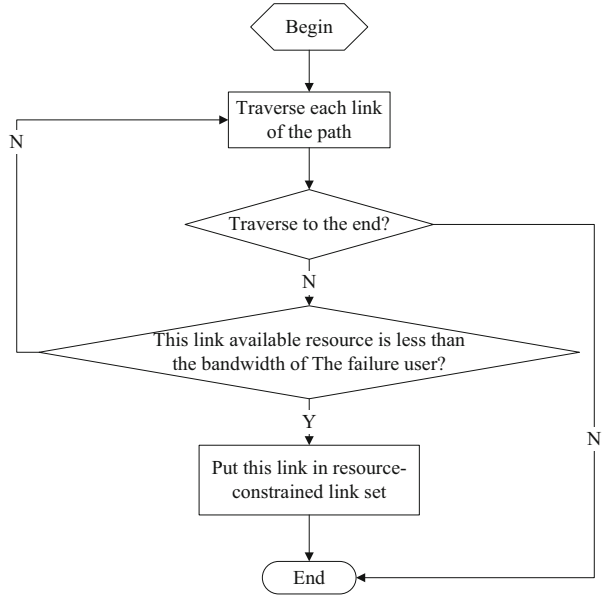 Begin
Traverse each link
of the path
N
Traverse to the end?
N
This link available resource is less than
the bandwidth of The failure user?
Y
N
Put this link in resource-
constrained link set
End